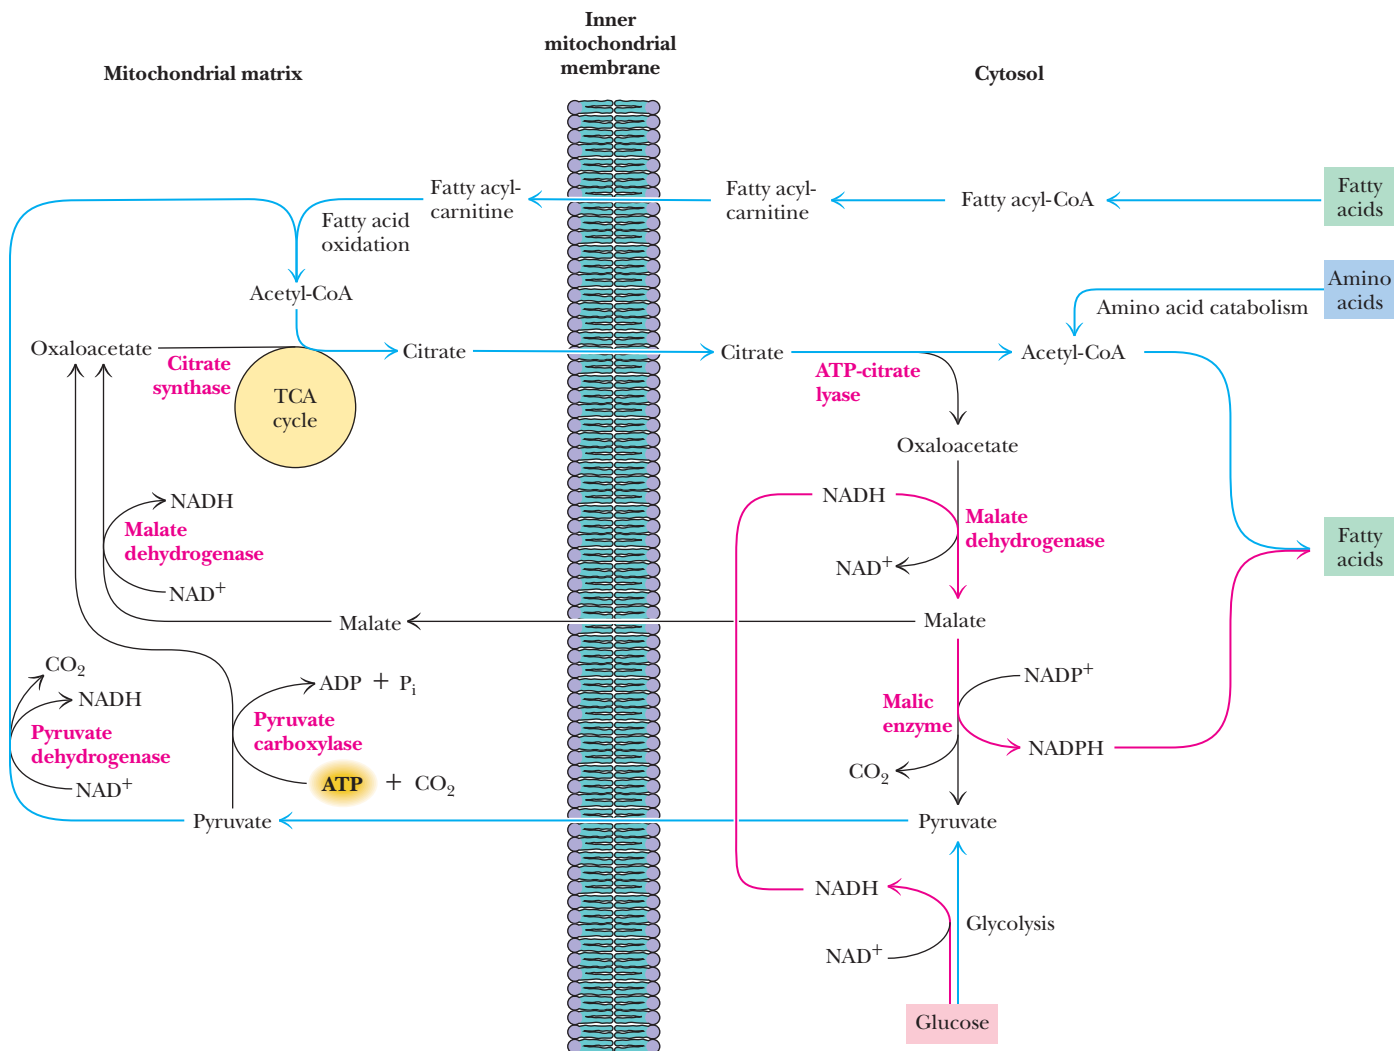 Inner
mitochondrial
membrane
Mitochondrial matrix
Cytosol
Fatty acyl-
carnitine
Fatty acyl-
carnitine
Fatty acyl-CoA
Fatty
acids
Fatty acid
oxidation
Amino
acids
Amino acid catabolism
Acetyl-CoA
Oxaloacetate
Citrate
synthase
Citrate
Citrate
ATP-citrate
lyase
Acetyl-CoA
TCA
cycle
Oxaloacetate
NADH
Malate
dehydrogenase
NAD+
NADH
Malate
dehydrogenase
NAD+
Fatty
acids
Malate
Malate
CO2
NADH
Pyruvate
dehydrogenase
NAD+
ADP + Pi
Pyruvate
carboxylase
ATP + CO2
NADP+
Malic
enzyme
NADPH
CO2
Pyruvate
Pyruvate
NADH
Glycolysis
NAD+
Glucose